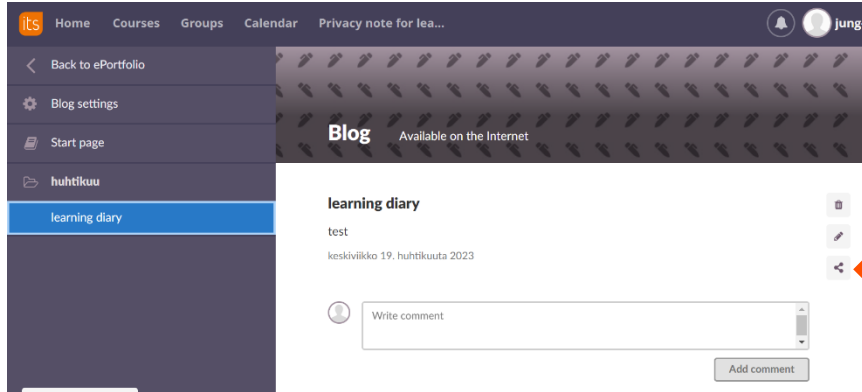 its Home Courses Groups Calendar Privacy note for lea... jung
Back to ePortfolio
Blog settings
Start page
huhtikuu
learning diary
Blog Available on the Internet
learning diary
test
keskiviikko 19. huhtikuuta 2023
Write comment
Add comment